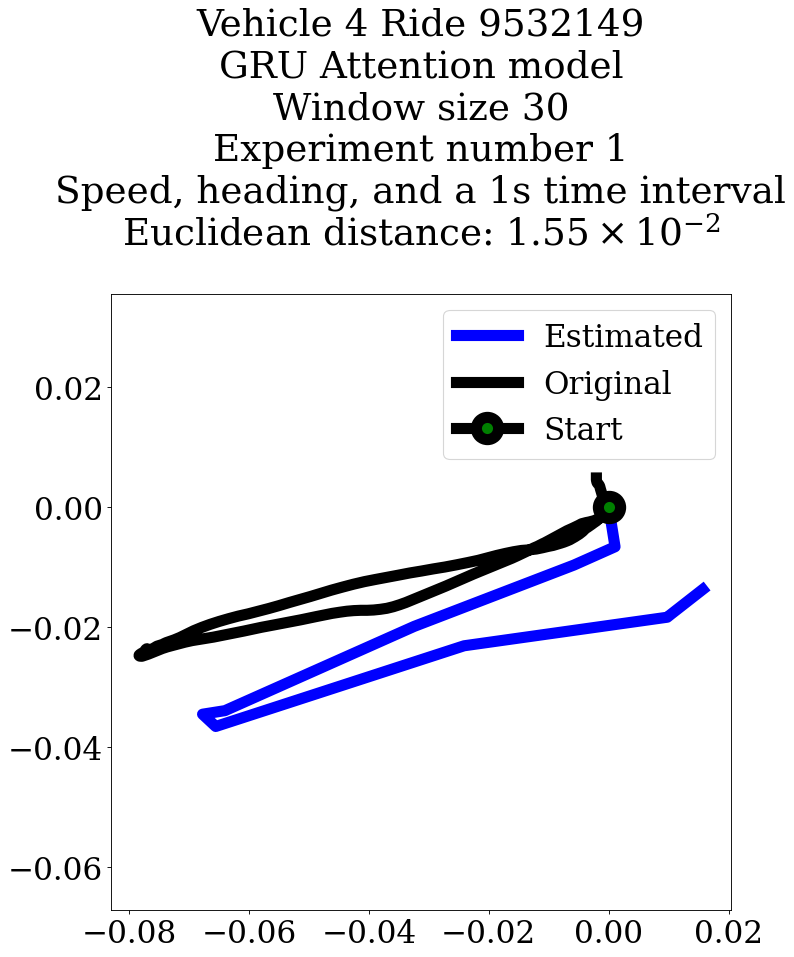 Vehicle 4 Ride 9532149
GRU Attention model
Window size 30
Experiment number 1
Speed, heading, and a 1s time interval
Euclidean distance: 1.55 × 10⁻²
Estimated
Original
Start
0.02
0.00
−0.02
−0.04
−0.06
−0.08 −0.06 −0.04 −0.02 0.00 0.02